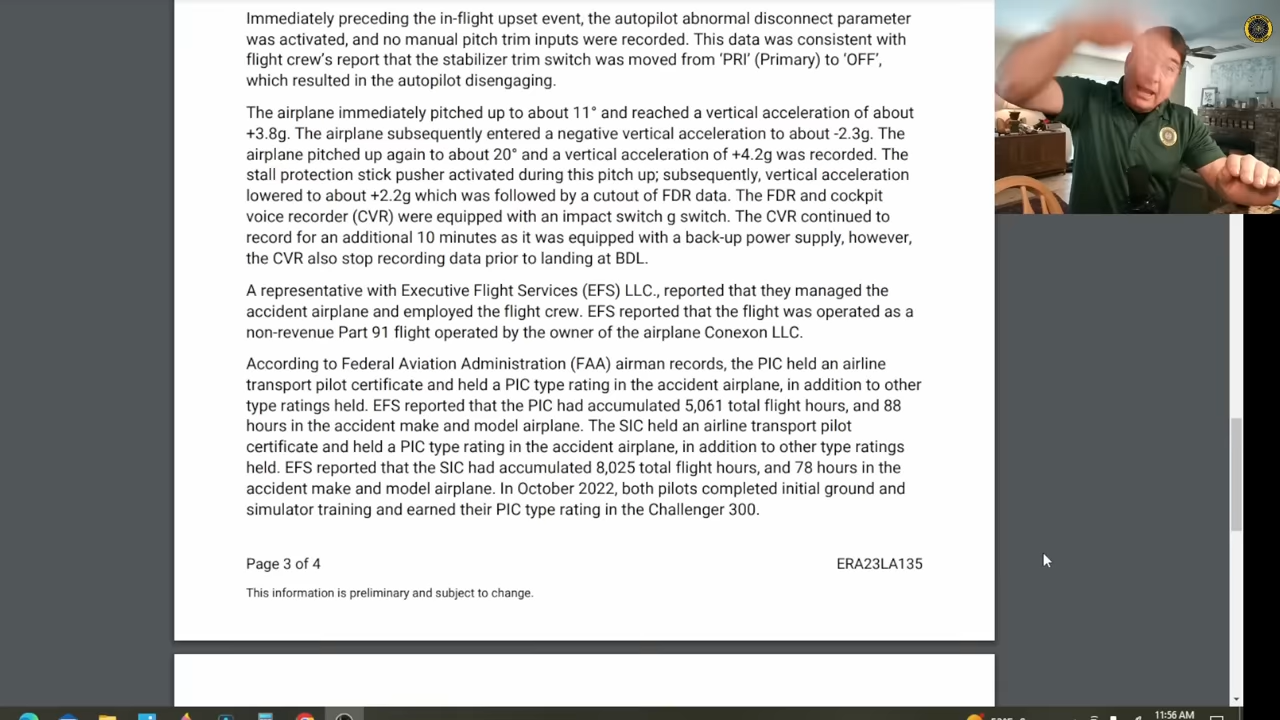 Immediately preceding the in-flight upset event, the autopilot abnormal disconnect parameter
was activated, and no manual pitch trim inputs were recorded. This data was consistent with
flight crew's report that the stabilizer trim switch was moved from 'PRI' (Primary) to 'OFF',
which resulted in the autopilot disengaging.
The airplane immediately pitched up to about 11° and reached a vertical acceleration of about
+3.8g. The airplane subsequently entered a negative vertical acceleration to about -2.3g. The
airplane pitched up again to about 20° and a vertical acceleration of +4.2g was recorded. The
stall protection stick pusher activated during this pitch up; subsequently, vertical acceleration
lowered to about +2.2g which was followed by a cutout of FDR data. The FDR and cockpit
voice recorder (CVR) were equipped with an impact switch g switch. The CVR continued to
record for an additional 10 minutes as it was equipped with a back-up power supply, however,
the CVR also stop recording data prior to landing at BDL.
A representative with Executive Flight Services (EFS) LLC., reported that they managed the
accident airplane and employed the flight crew. EFS reported that the flight was operated as a
non-revenue Part 91 flight operated by the owner of the airplane Conexon LLC.
According to Federal Aviation Administration (FAA) airman records, the PIC held an airline
transport pilot certificate and held a PIC type rating in the accident airplane, in addition to other
type ratings held. EFS reported that the PIC had accumulated 5,061 total flight hours, and 88
hours in the accident make and model airplane. The SIC held an airline transport pilot
certificate and held a PIC type rating in the accident airplane, in addition to other type ratings
held. EFS reported that the SIC had accumulated 8,025 total flight hours, and 78 hours in the
accident make and model airplane. In October 2022, both pilots completed initial ground and
simulator training and earned their PIC type rating in the Challenger 300.
Page 3 of 4 ERA23LA135
This information is preliminary and subject to change.
11:56 AM